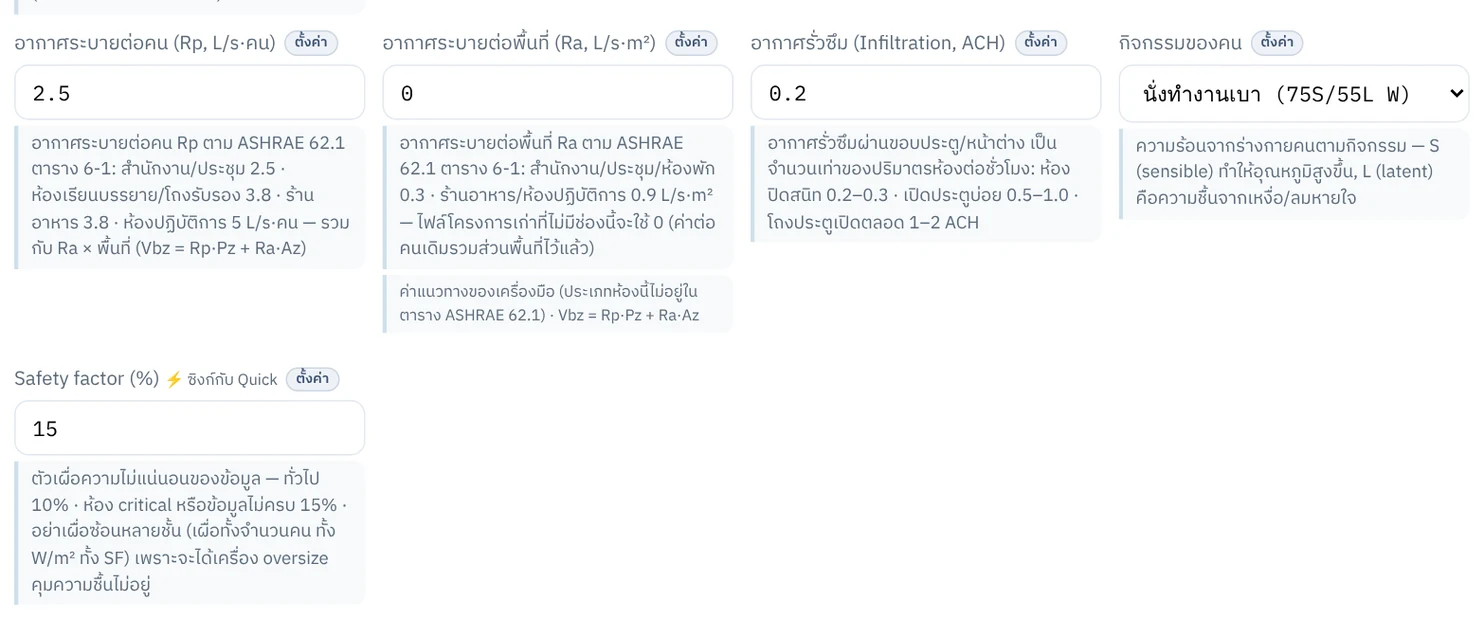 อากาศระบายต่อคน (Rp, L/s·คน) ตั้งค่า
2.5
อากาศระบายต่อคน Rp ตาม ASHRAE 62.1
ตาราง 6-1: สำนักงาน/ประชุม 2.5 ·
ห้องเรียนบรรยาย/โถงรับรอง 3.8 · ร้าน
อาหาร 3.8 · ห้องปฏิบัติการ 5 L/s·คน — รวม
กับ Ra × พื้นที่ (Vbz = Rp·Pz + Ra·Az)
อากาศระบายต่อพื้นที่ (Ra, L/s·m²) ตั้งค่า
0
อากาศระบายต่อพื้นที่ Ra ตาม ASHRAE
62.1 ตาราง 6-1: สำนักงาน/ประชุม/ห้องพัก
0.3 · ร้านอาหาร/ห้องปฏิบัติการ 0.9 L/s·m²
— ไฟล์โครงการเก่าที่ไม่มีช่องนี้จะใช้ 0 (ค่าต่อ
คนเดิมรวมส่วนพื้นที่ไว้แล้ว)
ค่าแนวทางของเครื่องมือ (ประเภทห้องนี้ไม่อยู่ใน
ตาราง ASHRAE 62.1) · Vbz = Rp·Pz + Ra·Az
อากาศรั่วซึม (Infiltration, ACH) ตั้งค่า
0.2
อากาศรั่วซึมผ่านขอบประตู/หน้าต่าง เป็น
จำนวนเท่าของปริมาตรห้องต่อชั่วโมง: ห้อง
ปิดสนิท 0.2–0.3 · เปิดประตูบ่อย 0.5–1.0 ·
โถงประตูเปิดตลอด 1–2 ACH
กิจกรรมของคน ตั้งค่า
นั่งทำงานเบา (75S/55L W)
ความร้อนจากร่างกายคนตามกิจกรรม — S
(sensible) ทำให้อุณหภูมิสูงขึ้น, L (latent)
คือความชื้นจากเหงื่อ/ลมหายใจ
Safety factor (%) ⚡ ซิงก์กับ Quick ตั้งค่า
15
ตัวเผื่อความไม่แน่นอนของข้อมูล — ทั่วไป
10% · ห้อง critical หรือข้อมูลไม่ครบ 15% ·
อย่าเผื่อซ้อนหลายชั้น (เผื่อทั้งจำนวนคน ทั้ง
W/m² ทั้ง SF) เพราะจะได้เครื่อง oversize
คุมความชื้นไม่อยู่